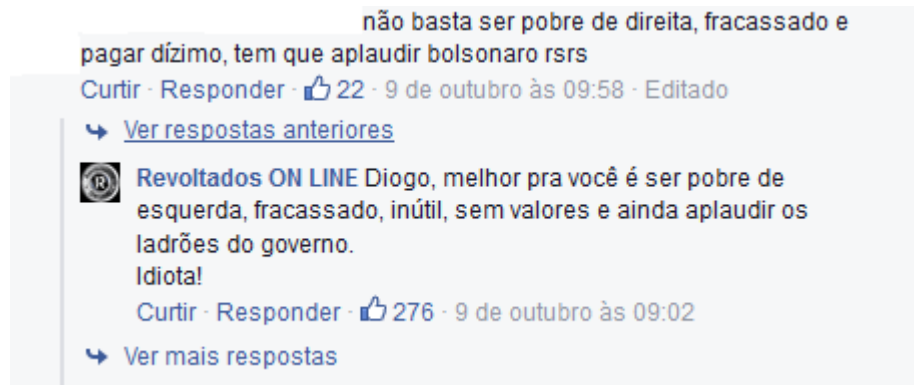 não basta ser pobre de direita, fracassado e
pagar dízimo, tem que aplaudir bolsonaro rsrs
Curtir · Responder · 22 · 9 de outubro às 09:58 · Editado
Ver respostas anteriores
R
Revoltados ON LINE Diogo, melhor pra você é ser pobre de
esquerda, fracassado, inútil, sem valores e ainda aplaudir os
ladrões do governo.
Idiota!
Curtir · Responder · 276 · 9 de outubro às 09:02
Ver mais respostas